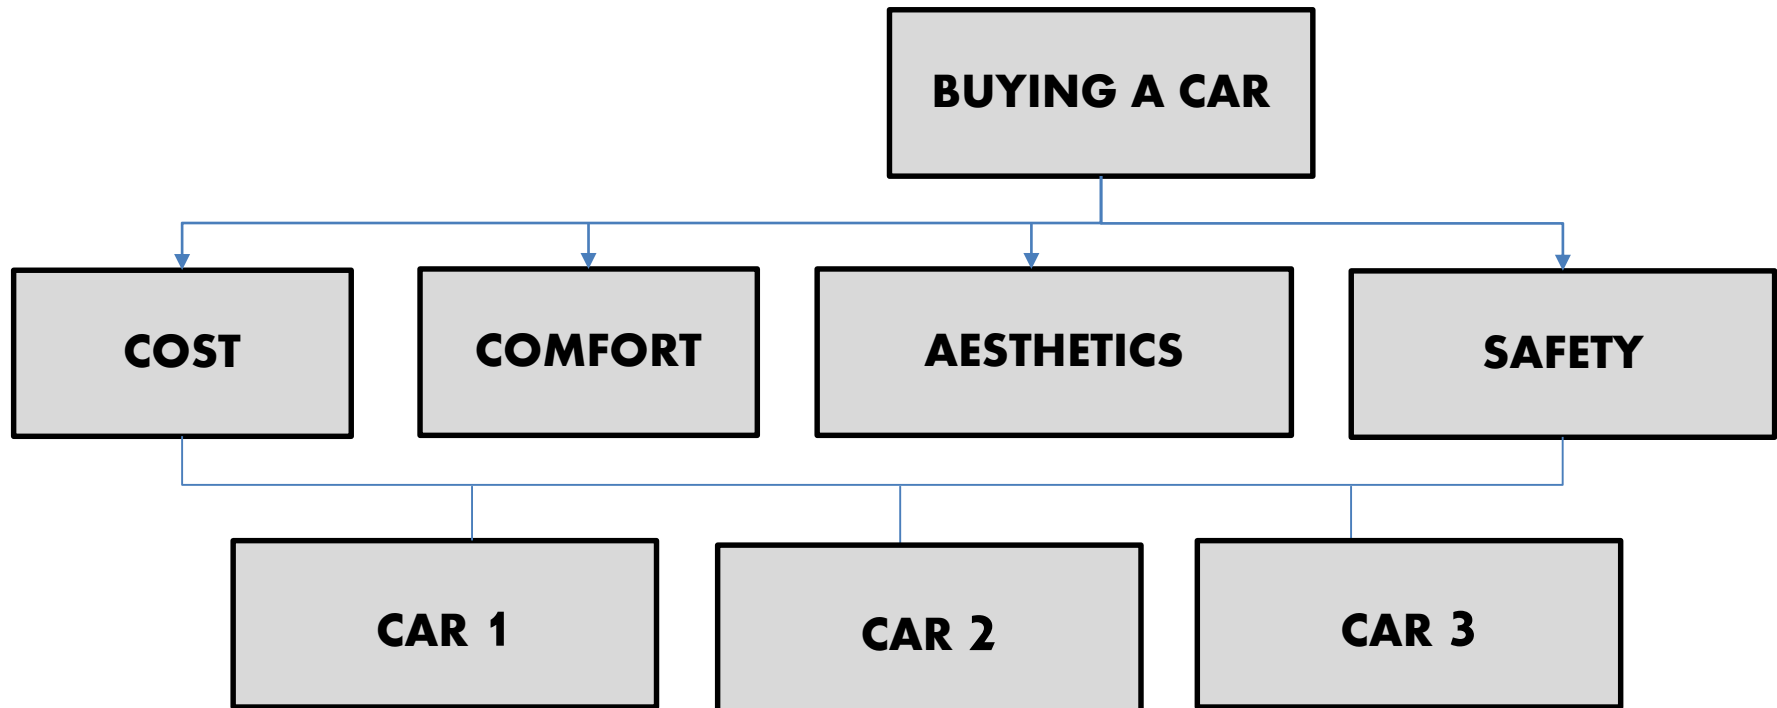 BUYING A CAR
COST
COMFORT
AESTHETICS
SAFETY
CAR 1
CAR 2
CAR 3